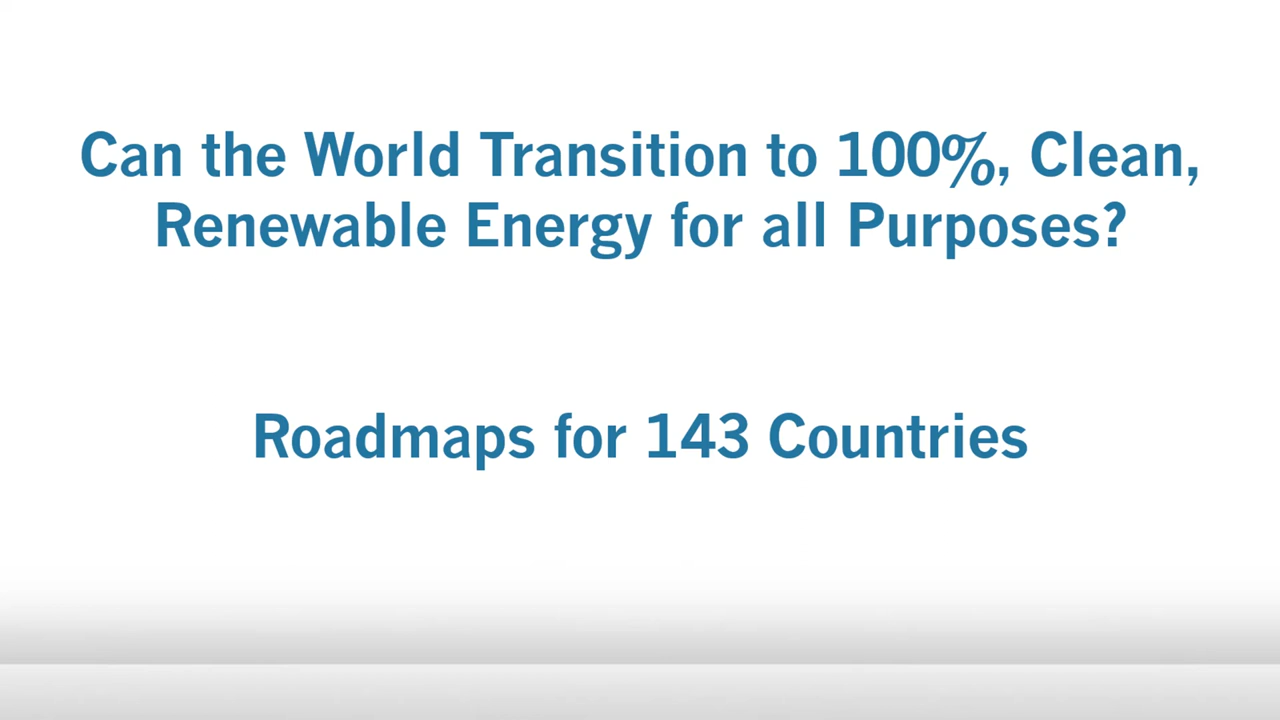 Can the World Transition to 100%, Clean,
Renewable Energy for all Purposes?
Roadmaps for 143 Countries